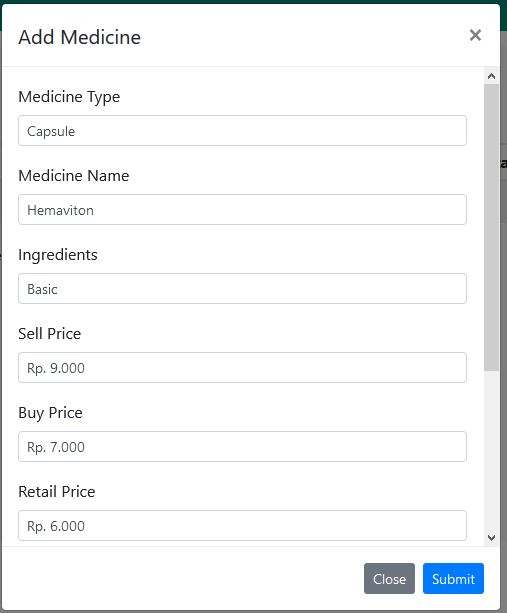 Add Medicine
×
Medicine Type
Capsule
Medicine Name
Hemaviton
Ingredients
Basic
Sell Price
Rp. 9.000
Buy Price
Rp. 7.000
Retail Price
Rp. 6.000
Close Submit